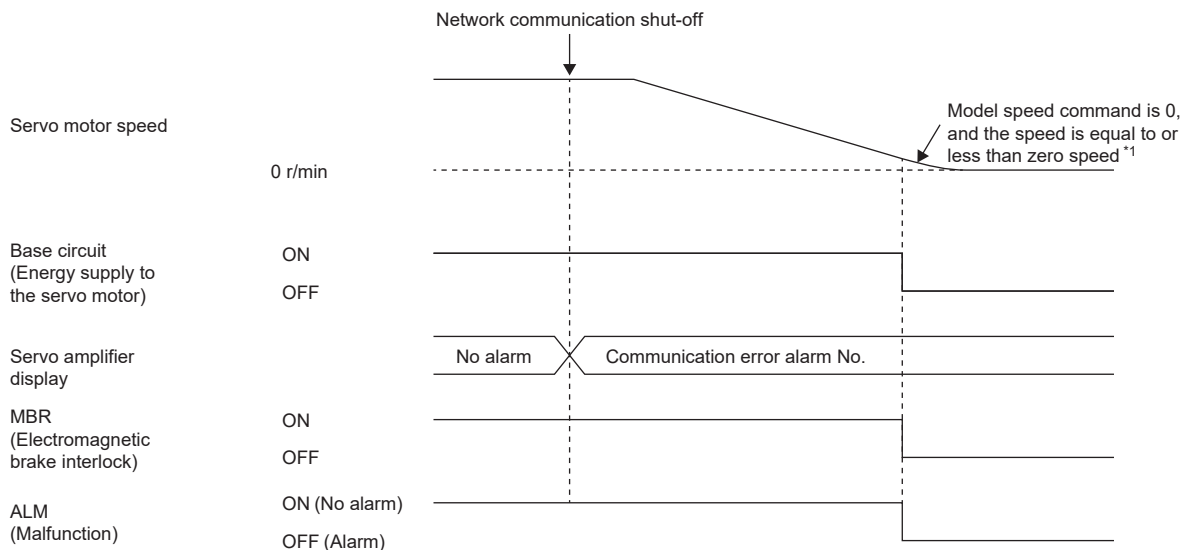 Network communication shut-off
Servo motor speed
0 r/min
Model speed command is 0,
and the speed is equal to or
less than zero speed *1
Base circuit
(Energy supply to
the servo motor)
ON
OFF
Servo amplifier
display
No alarm
Communication error alarm No.
MBR
(Electromagnetic
brake interlock)
ON
OFF
ALM
(Malfunction)
ON (No alarm)
OFF (Alarm)